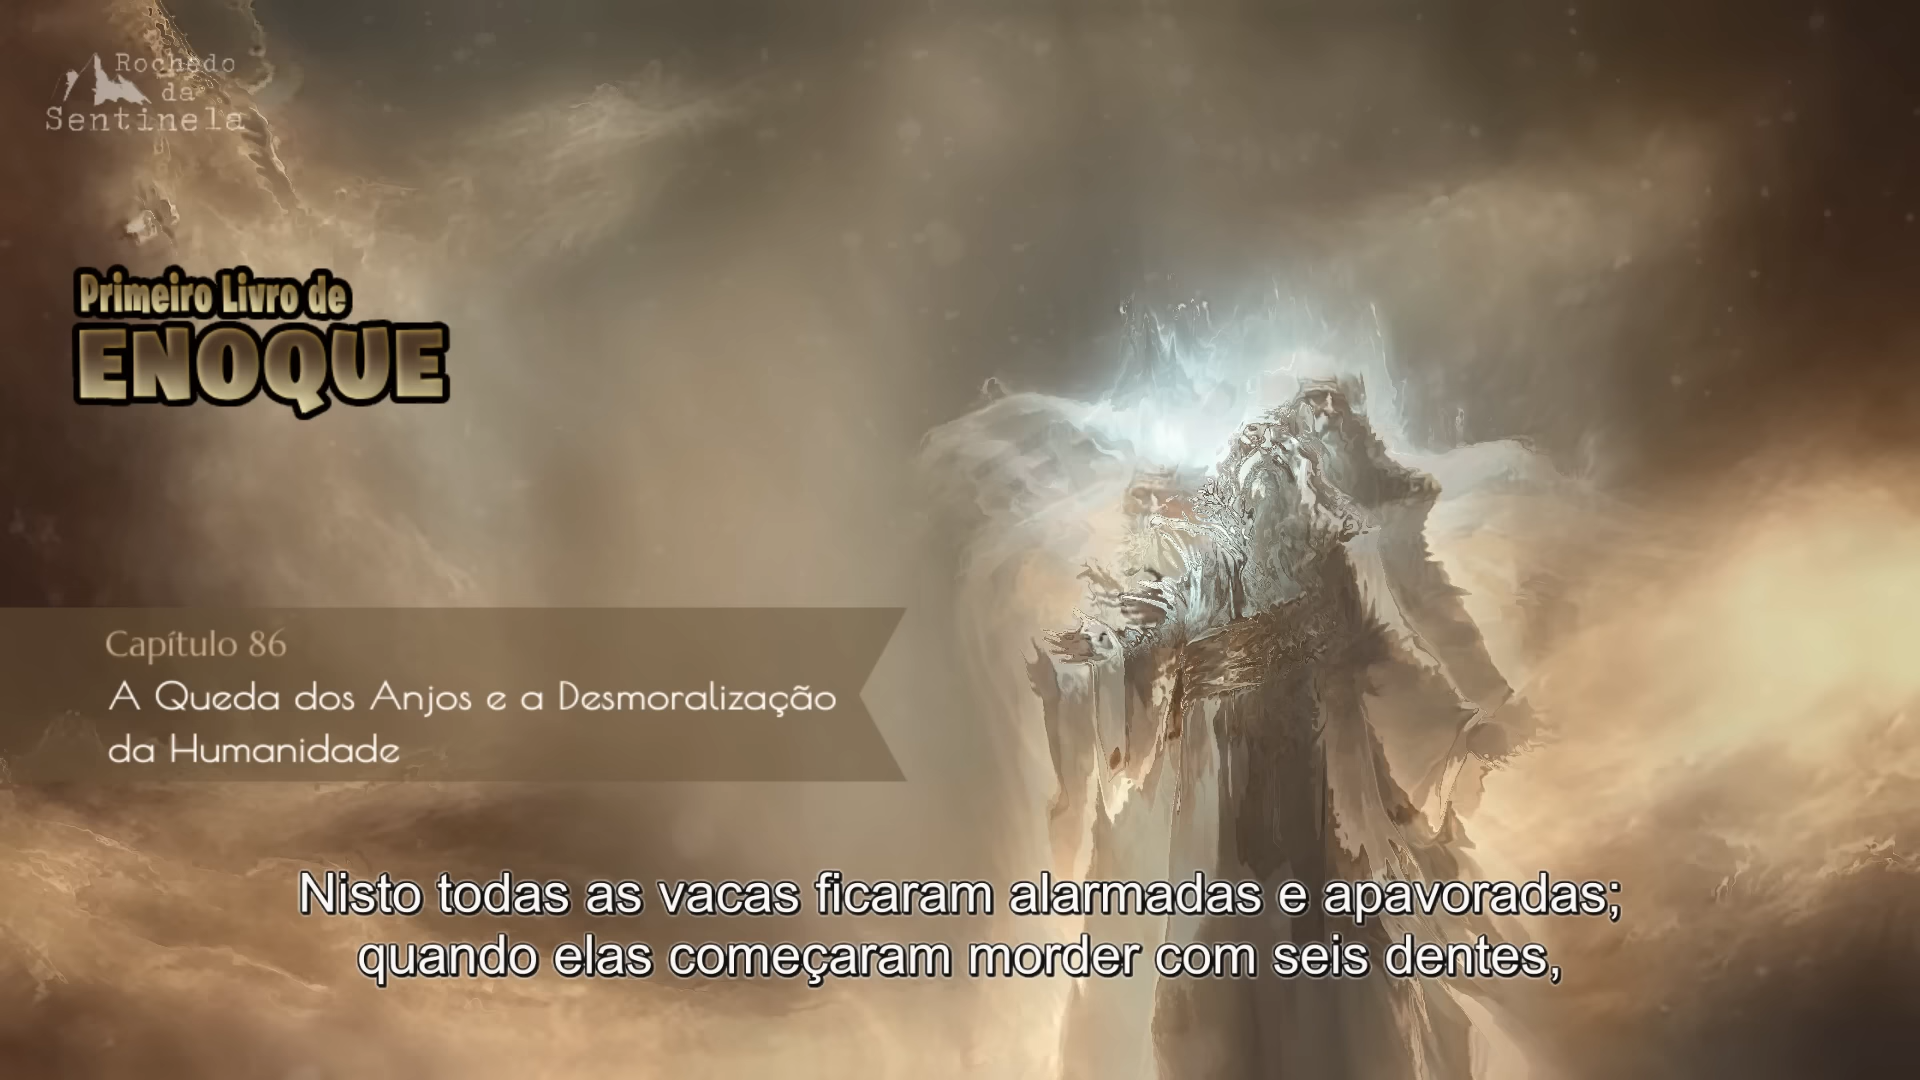 Rochedo
da
Sentinela
Primeiro Livro de
ENOQUE
Capítulo 86
A Queda dos Anjos e a Desmoralização
da Humanidade
Nisto todas as vacas ficaram alarmadas e apavoradas;
quando elas começaram morder com seis dentes,